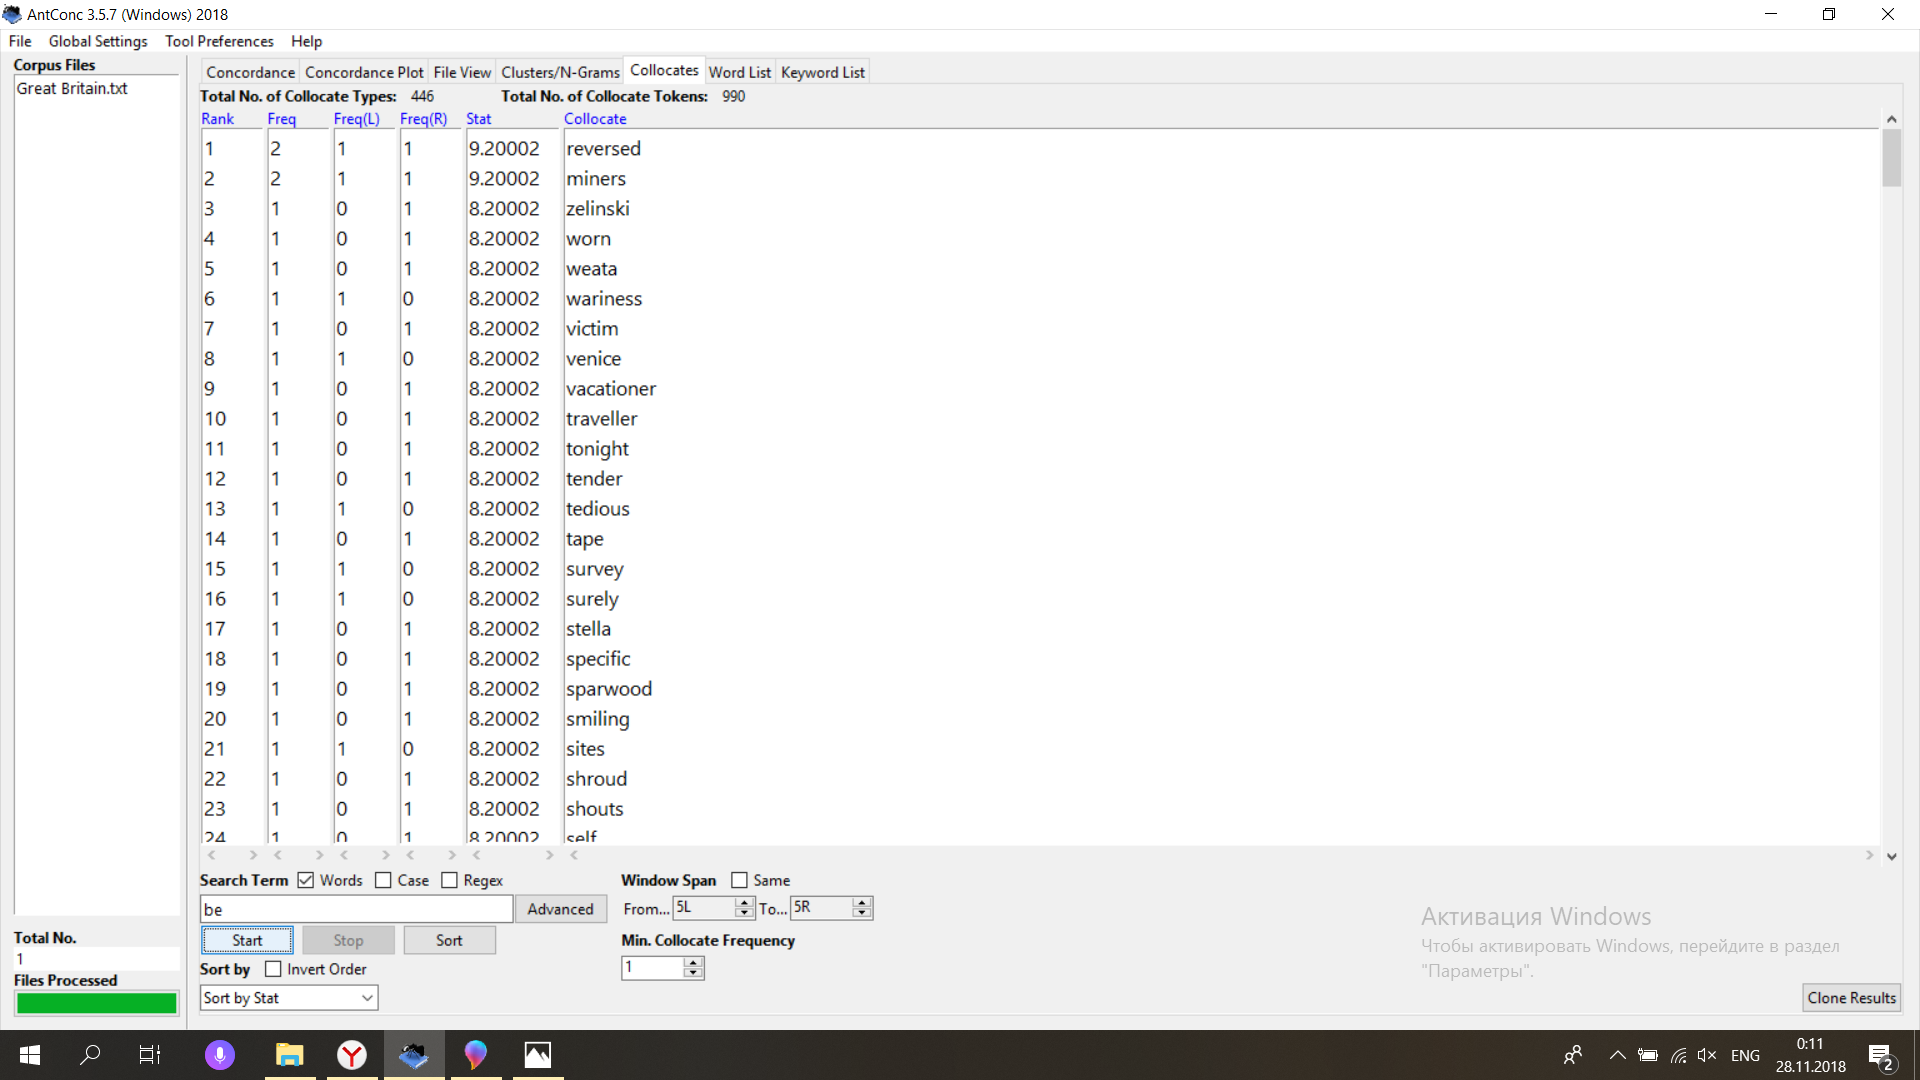 AntConc 3.5.7 (Windows) 2018
File Global Settings Tool Preferences Help
Corpus Files
Great Britain.txt
Concordance Concordance Plot File View Clusters/N-Grams Collocates Word List Keyword List
Total No. of Collocate Types: 446 Total No. of Collocate Tokens: 990
Rank Freq Freq(L) Freq(R) Stat Collocate
1 2 1 1 9.20002 reversed
2 2 1 1 9.20002 miners
3 1 0 1 8.20002 zelinski
4 1 0 1 8.20002 worn
5 1 0 1 8.20002 weata
6 1 1 0 8.20002 wariness
7 1 0 1 8.20002 victim
8 1 1 0 8.20002 venice
9 1 0 1 8.20002 vacationer
10 1 0 1 8.20002 traveller
11 1 0 1 8.20002 tonight
12 1 0 1 8.20002 tender
13 1 1 0 8.20002 tedious
14 1 0 1 8.20002 tape
15 1 1 0 8.20002 survey
16 1 1 0 8.20002 surely
17 1 0 1 8.20002 stella
18 1 0 1 8.20002 specific
19 1 0 1 8.20002 sparwood
20 1 0 1 8.20002 smiling
21 1 1 0 8.20002 sites
22 1 0 1 8.20002 shroud
23 1 0 1 8.20002 shouts
24 1 0 1 8.20002 self
Search Term Words Case Regex Window Span Same
be Advanced From... 5L To... 5R
Start Stop Sort Min. Collocate Frequency
Sort by Invert Order 1
Sort by Stat
Total No.
1
Files Processed
Активация Windows
Чтобы активировать Windows, перейдите в раздел
"Параметры".
Clone Results
ENG
0:11
28.11.2018
2